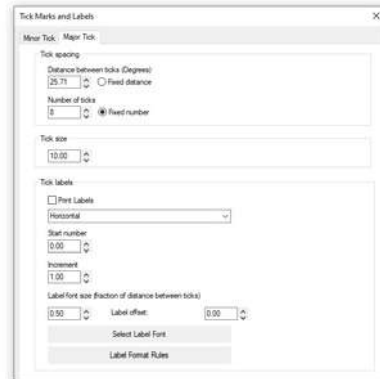 Tick Marks and Labels
Minor Tick Major Tick
Tick spacing
Distance between ticks (Degrees)
25.71 Fixed distance
Number of ticks
8 Fixed number
Tick size
10.00
Tick labels
Print Labels
Horizontal
Start number
0.00
Increment
1.00
Label font size (fraction of distance between ticks)
0.50 Label offset: 0.00
Select Label Font
Label Format Rules